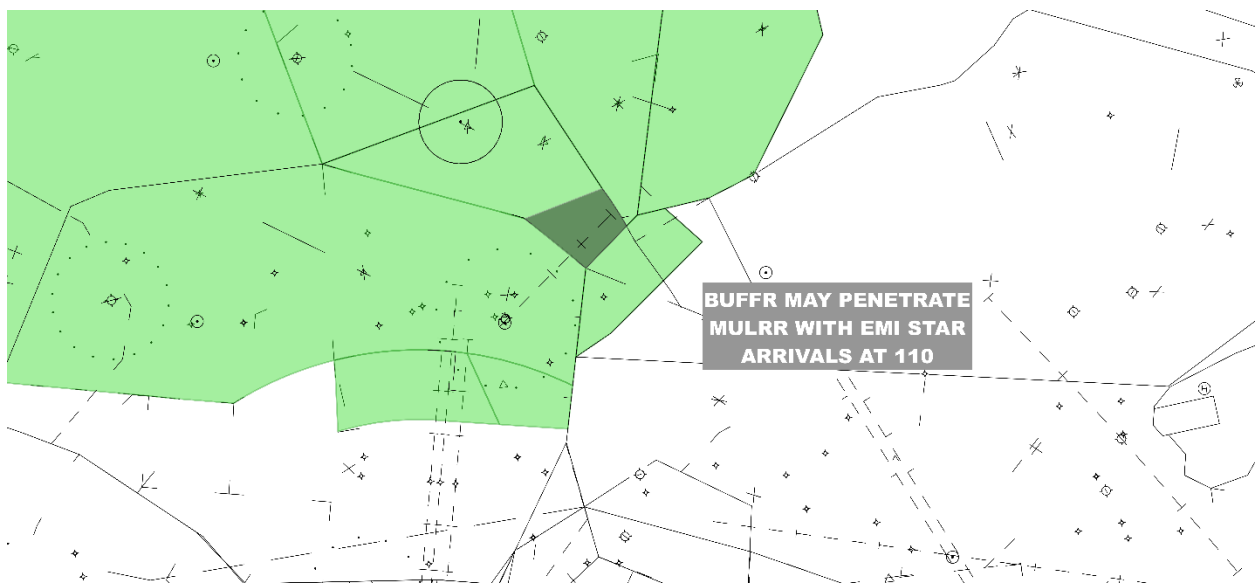 BUFFR MAY PENETRATE
MULRR WITH EMI STAR
ARRIVALS AT 110
H